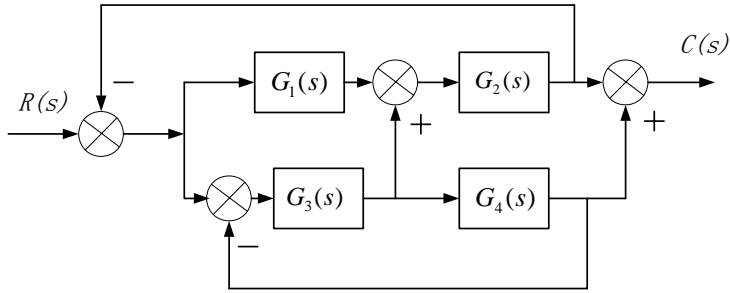 C(s)
−
G₁(s)
G₂(s)
R(s)
+
+
G₃(s)
G₄(s)
−